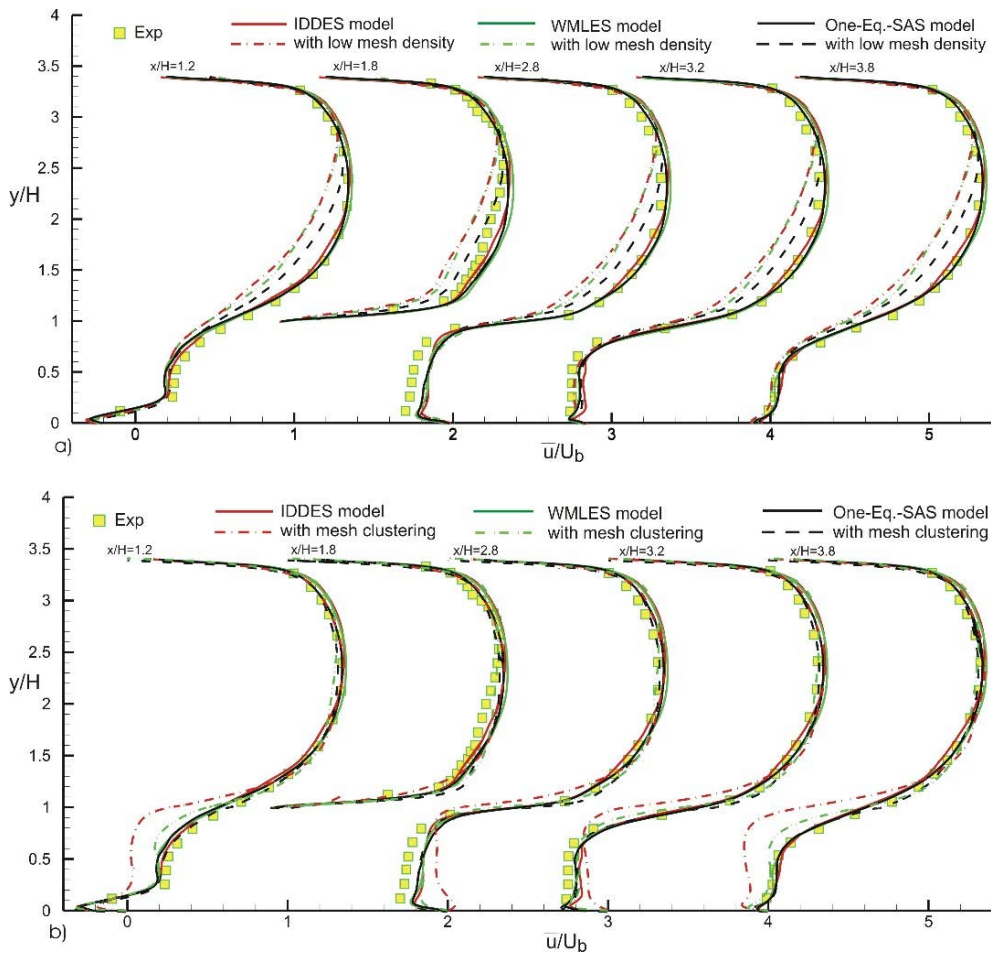 Exp
IDDES model
with low mesh density
WMLES model
with low mesh density
One-Eq.-SAS model
with low mesh density
4
3.5
3
2.5
2
1.5
1
0.5
0
y/H
x/H=1.2
x/H=1.8
x/H=2.8
x/H=3.2
x/H=3.8
0 1 2 3 4 5
a)
u̅/U_b
Exp
IDDES model
with mesh clustering
WMLES model
with mesh clustering
One-Eq.-SAS model
with mesh clustering
4
3.5
3
2.5
2
1.5
1
0.5
0
y/H
x/H=1.2
x/H=1.8
x/H=2.8
x/H=3.2
x/H=3.8
0 1 2 3 4 5
b)
u̅/U_b